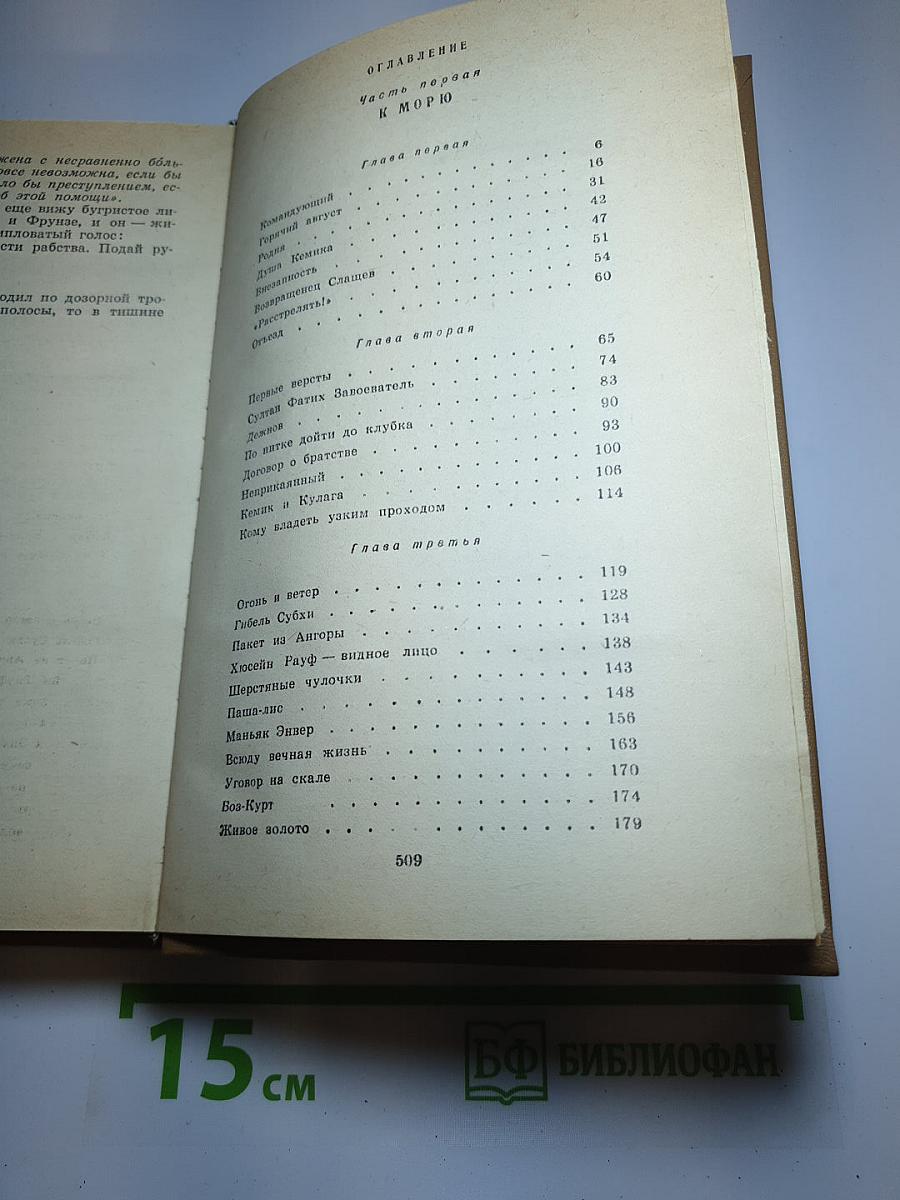 жена с несравненно бóль-
овсе невозможна, если бы
ло бы преступлением, ес-
об этой помощи».
еще вижу бугристое ли-
и Фрунзе, и он — жи-
ипловатый голос:
сти рабства. Подай ру-
одил по дозорной тро-
полосы, то в тишине
ОГЛАВЛЕНИЕ
Часть первая
К МОРЮ
Глава первая
Командующий . . . . . . . . . . 6
Горячий август . . . . . . . . . . 16
Родня . . . . . . . . . . 31
Душа Кемика . . . . . . . . . . 42
Внезапность . . . . . . . . . . 47
Возвращенец Слащев . . . . . . . . 51
«Расстрелять!» . . . . . . . . . . 54
Отъезд . . . . . . . . . . 60
Глава вторая
Первые версты . . . . . . . . . . 65
Султан Фатих Завоеватель . . . . . . . 74
Дежнов . . . . . . . . . . 83
По нитке дойти до клубка . . . . . . . 90
Договор о братстве . . . . . . . . . 93
Неприкаянный . . . . . . . . . . 100
Кемик и Кулага . . . . . . . . . . 106
Кому владеть узким проходом . . . . . . 114
Глава третья
Огонь и ветер . . . . . . . . . . 119
Гибель Субхи . . . . . . . . . . 128
Пакет из Ангоры . . . . . . . . . . 134
Хюсейн Рауф — видное лицо . . . . . . 138
Шерстяные чулочки . . . . . . . . . 143
Паша-лис . . . . . . . . . . 148
Маньяк Энвер . . . . . . . . . . 156
Всюду вечная жизнь . . . . . . . . . 163
Уговор на скале . . . . . . . . . . 170
Боз-Курт . . . . . . . . . . 174
Живое золото . . . . . . . . . . 179
509
15 см
БФ БИБЛИОФАН